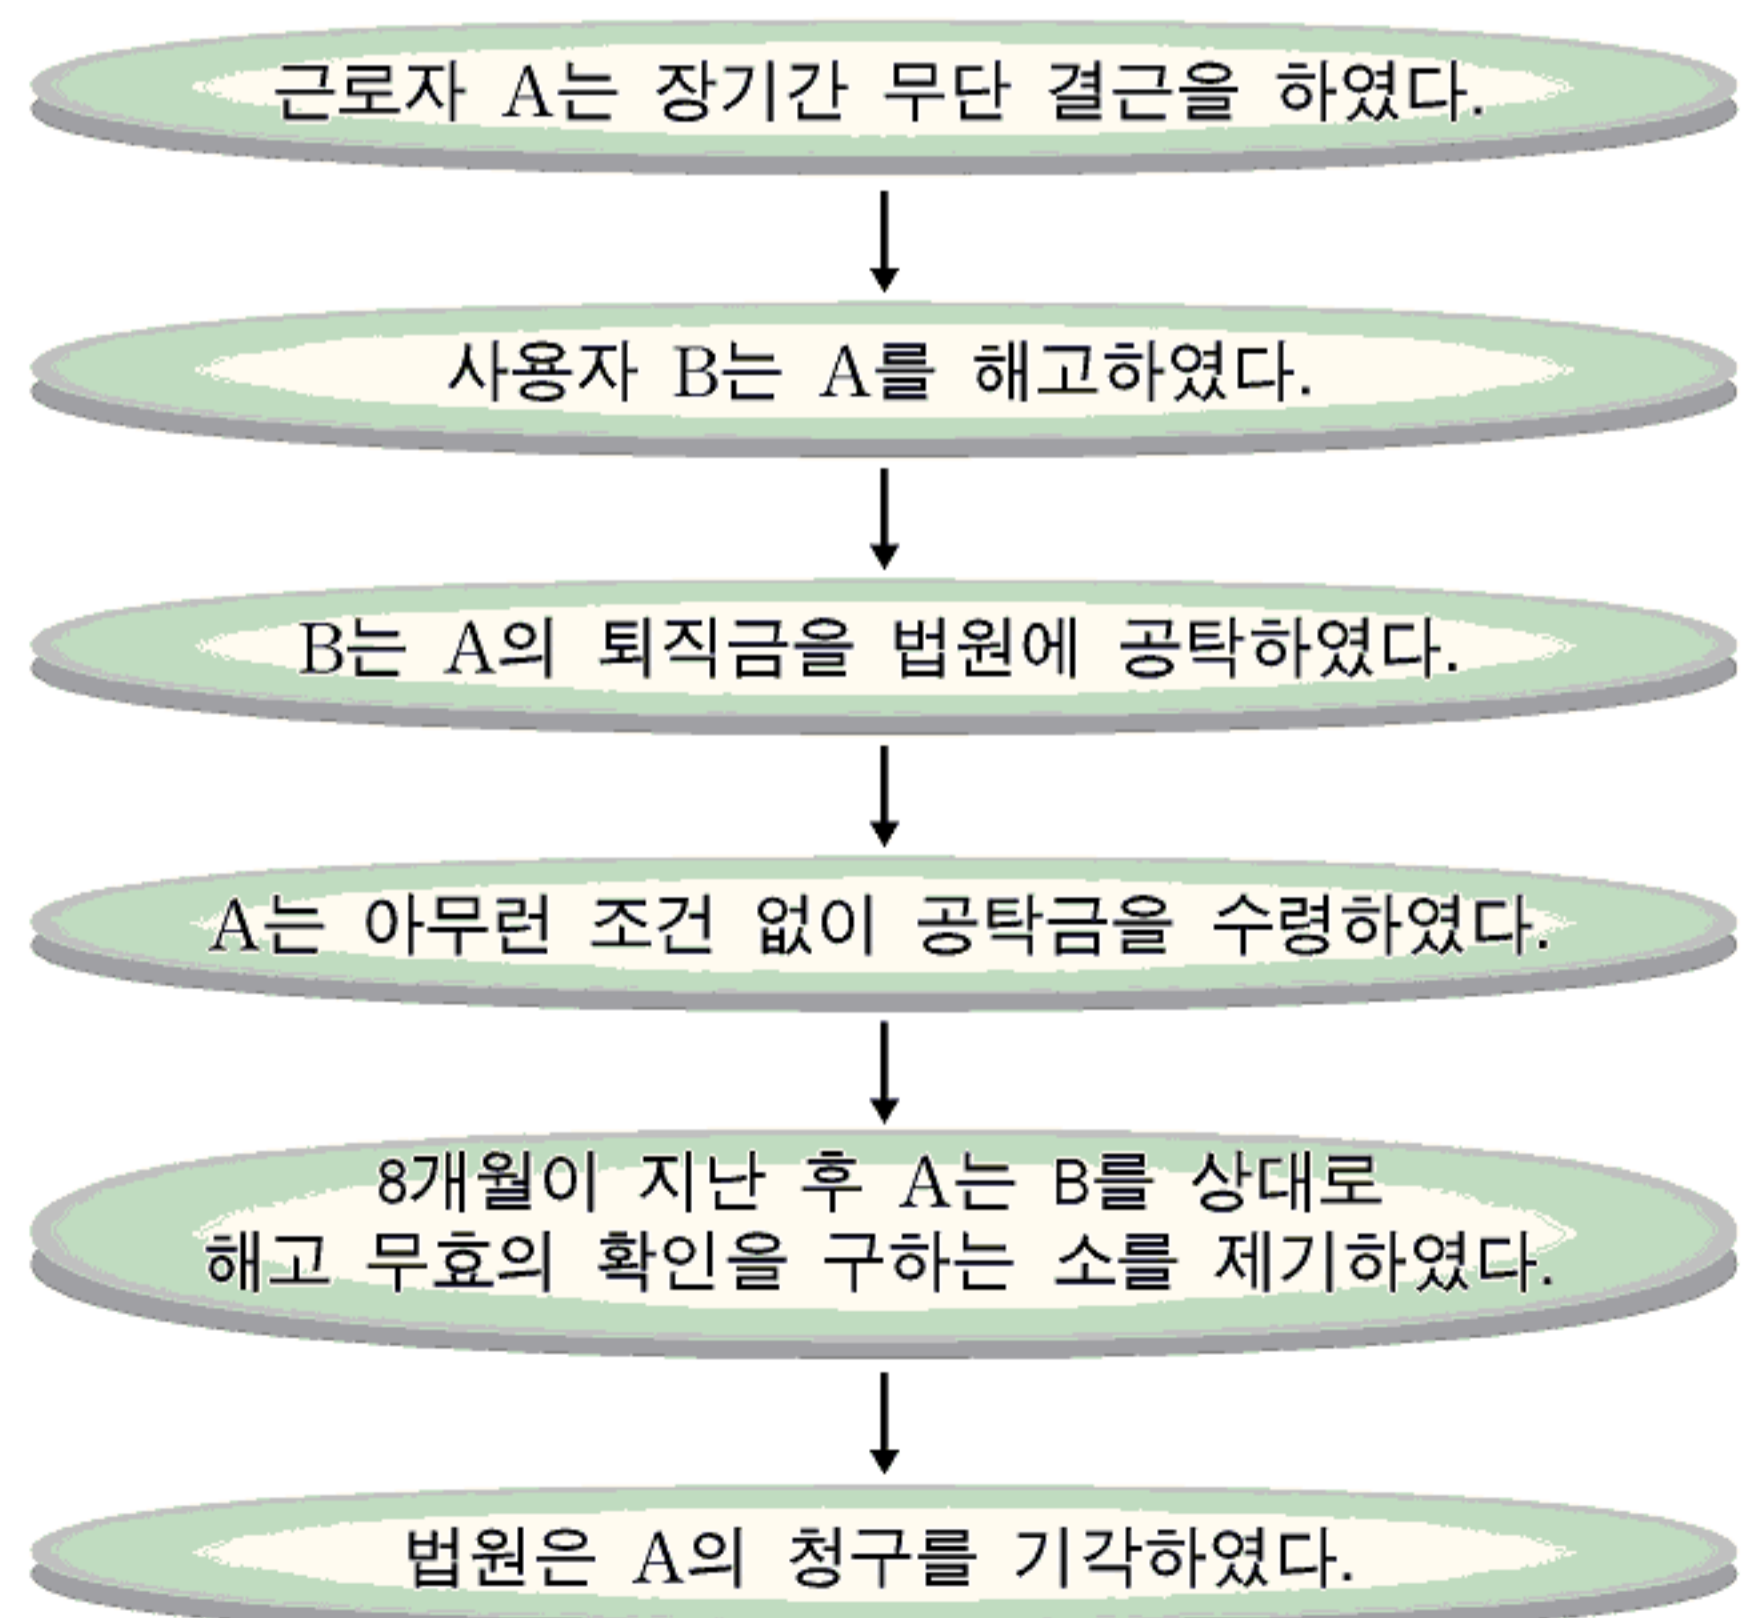 근로자 A는 장기간 무단 결근을 하였다.
사용자 B는 A를 해고하였다.
B는 A의 퇴직금을 법원에 공탁하였다.
A는 아무런 조건 없이 공탁금을 수령하였다.
8개월이 지난 후 A는 B를 상대로
해고 무효의 확인을 구하는 소를 제기하였다.
법원은 A의 청구를 기각하였다.